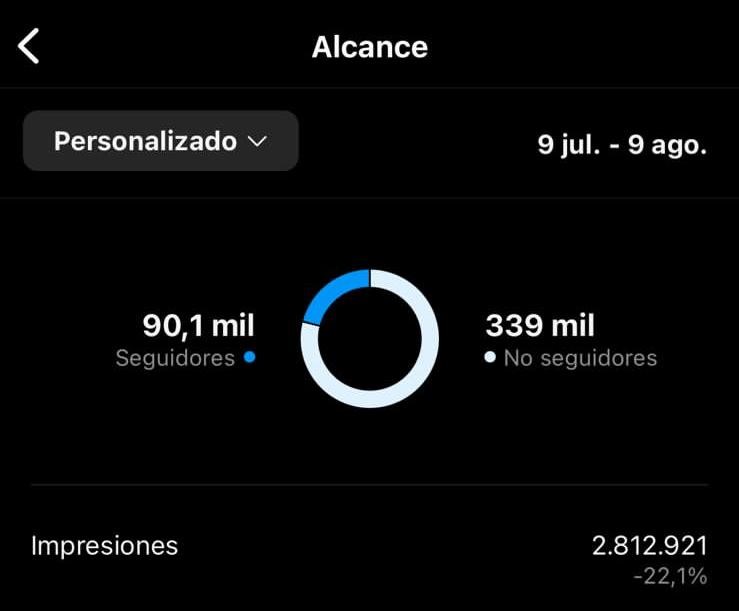 Alcance
Personalizado
9 jul. - 9 ago.
90,1 mil
Seguidores
339 mil
No seguidores
Impresiones
2.812.921
-22,1%